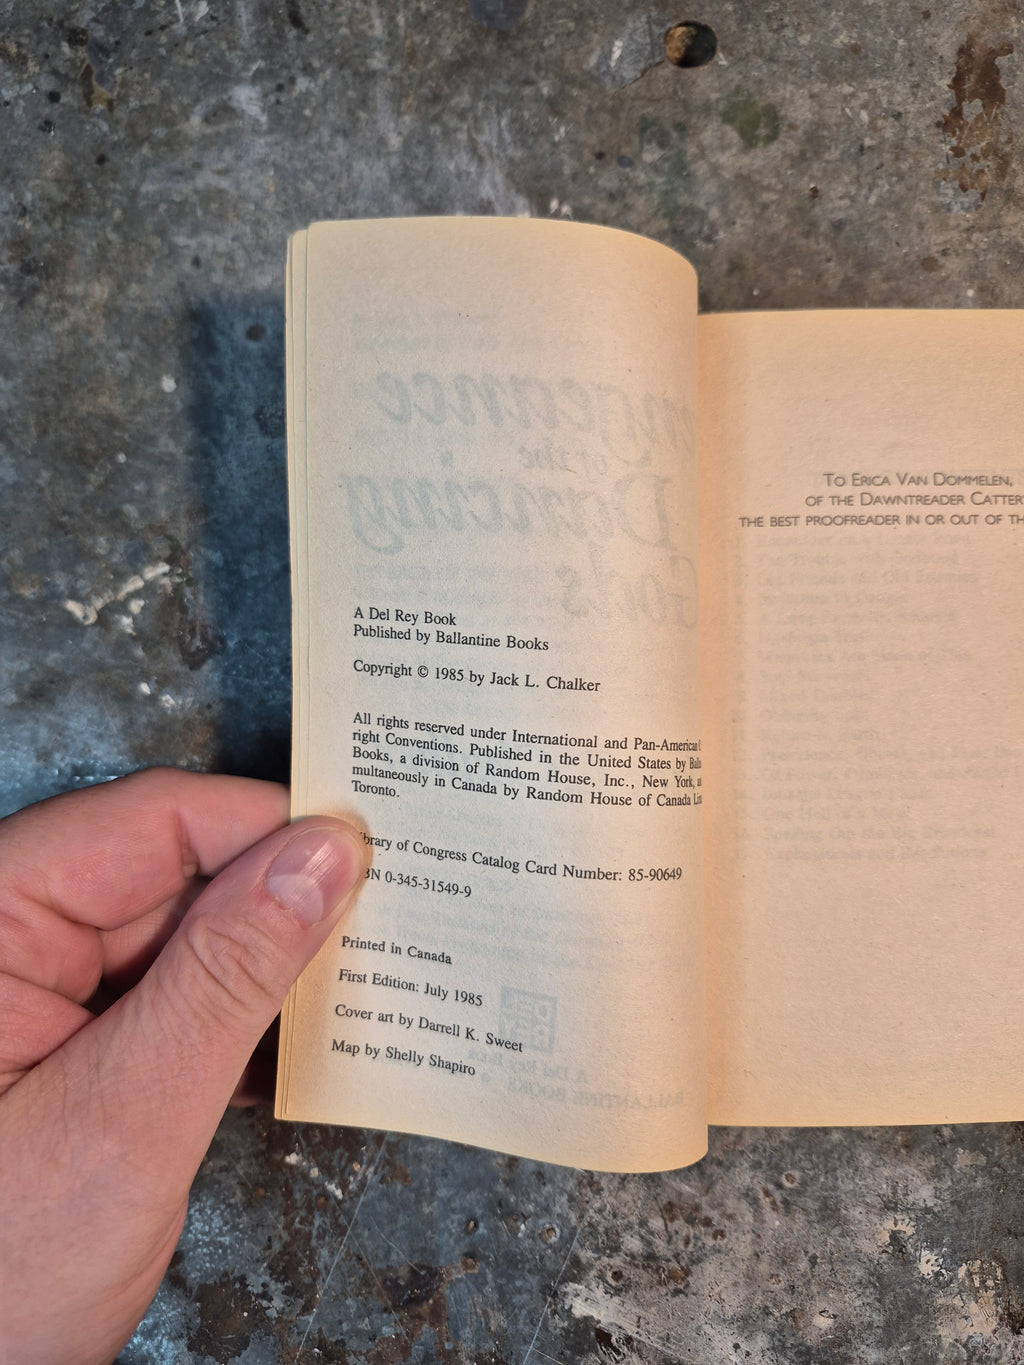 A Del Rey Book
Published by Ballantine Books
Copyright © 1985 by Jack L. Chalker
All rights reserved under International and Pan-American
right Conventions. Published in the United States by
Books, a division of Random House, Inc., New York,
multaneously in Canada by Random House of Canada
Toronto.
brary of Congress Catalog Card Number: 85-90649
BN 0-345-31549-9
Printed in Canada
First Edition: July 1985
Cover art by Darrell K. Sweet
Map by Shelly Shapiro
TO ERICA VAN DOMMELEN,
OF THE DAWNTREADER CATTER
THE BEST PROOFREADER IN OR OUT OF TH